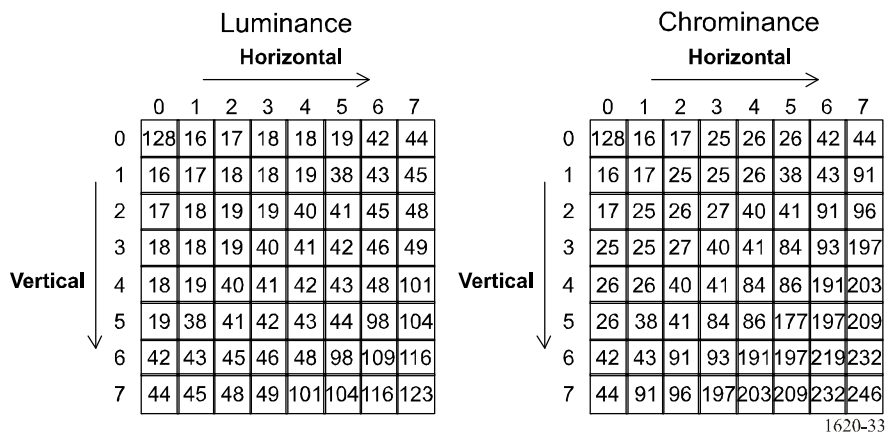 Luminance Chrominance
Horizontal Horizontal
0 1 2 3 4 5 6 7 0 1 2 3 4 5 6 7
0 128 16 17 18 18 19 42 44 0 128 16 17 25 26 26 42 44
1 16 17 18 18 19 38 43 45 1 16 17 25 25 26 38 43 91
2 17 18 19 19 40 41 45 48 2 17 25 26 27 40 41 91 96
3 18 18 19 40 41 42 46 49 3 25 25 27 40 41 84 93 197
Vertical 4 18 19 40 41 42 43 48 101 Vertical 4 26 26 40 41 84 86 191 203
5 19 38 41 42 43 44 98 104 5 26 38 41 84 86 177 197 209
6 42 43 45 46 48 98 109 116 6 42 43 91 93 191 197 219 232
7 44 45 48 49 101 104 116 123 7 44 91 96 197 203 209 232 246
1620-33